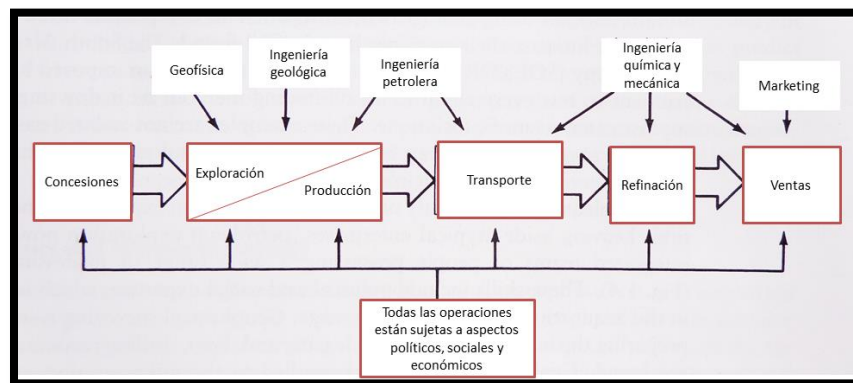 Geofísica
Ingeniería
geológica
Ingeniería
petrolera
Ingeniería
química y
mecánica
Marketing
Concesiones
Exploración
Producción
Transporte
Refinación
Ventas
Todas las operaciones
están sujetas a aspectos
políticos, sociales y
económicos